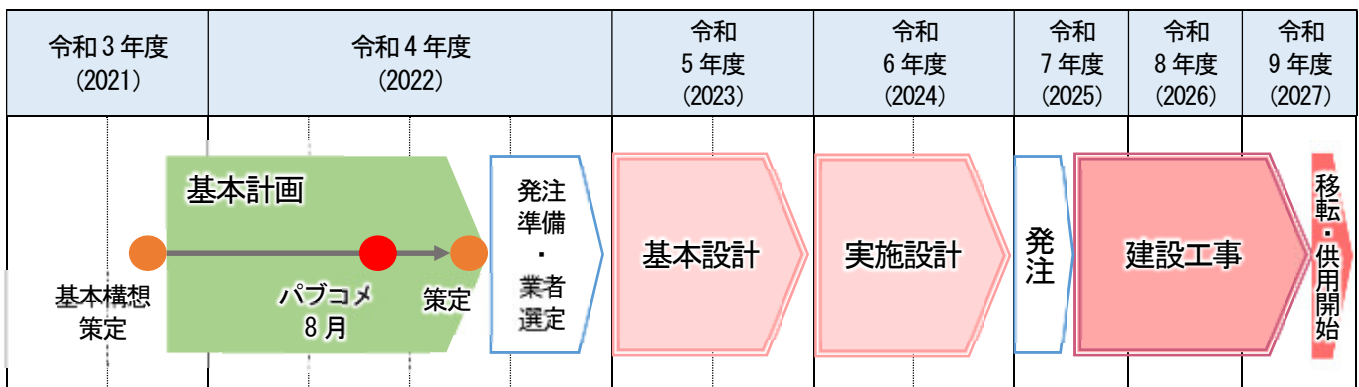 令和３年度
（2021）
令和４年度
（2022）
令和
５年度
（2023）
令和
６年度
（2024）
令和
７年度
（2025）
令和
８年度
（2026）
令和
９年度
（2027）
基本構想
策定
基本計画
パブコメ
８月
策定
発注
準備
・
業者
選定
基本設計
実施設計
発注
建設工事
移転・供用開始